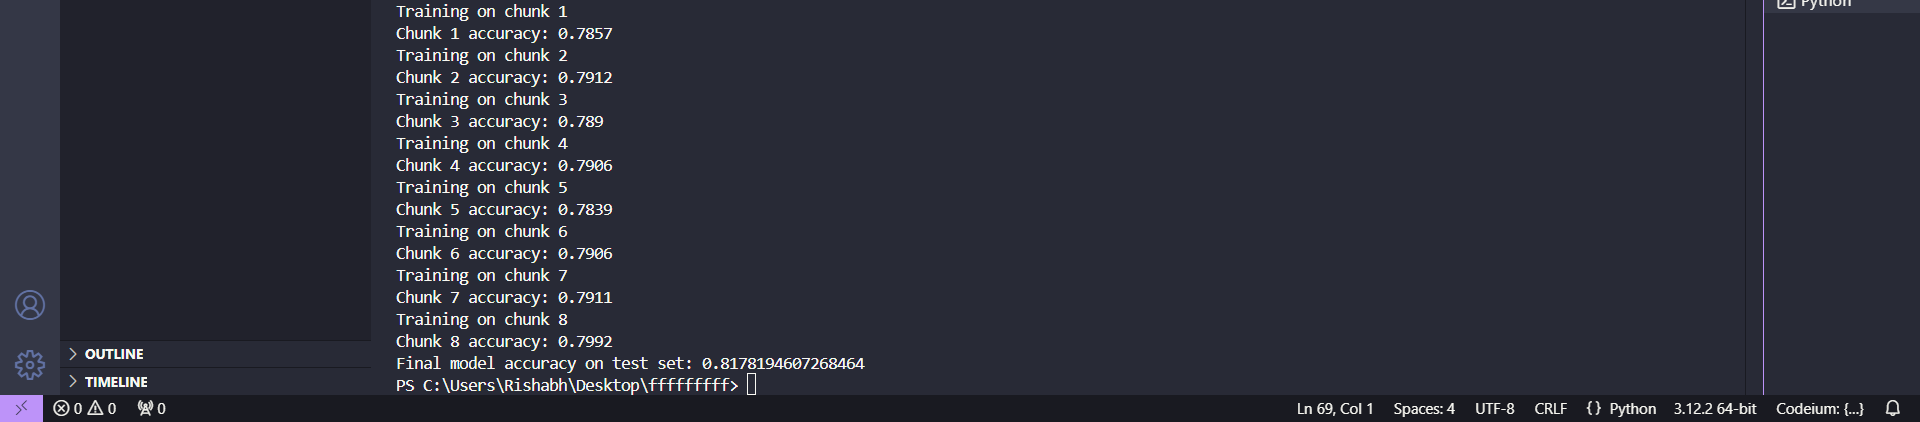 Training on chunk 1
Chunk 1 accuracy: 0.7857
Training on chunk 2
Chunk 2 accuracy: 0.7912
Training on chunk 3
Chunk 3 accuracy: 0.789
Training on chunk 4
Chunk 4 accuracy: 0.7906
Training on chunk 5
Chunk 5 accuracy: 0.7839
Training on chunk 6
Chunk 6 accuracy: 0.7906
Training on chunk 7
Chunk 7 accuracy: 0.7911
Training on chunk 8
Chunk 8 accuracy: 0.7992
Final model accuracy on test set: 0.8178194607268464
PS C:\Users\Rishabh\Desktop\fffffffff>
Python
OUTLINE
TIMELINE
0 0 0
Ln 69, Col 1 Spaces: 4 UTF-8 CRLF {} Python 3.12.2 64-bit Codeium: {...}